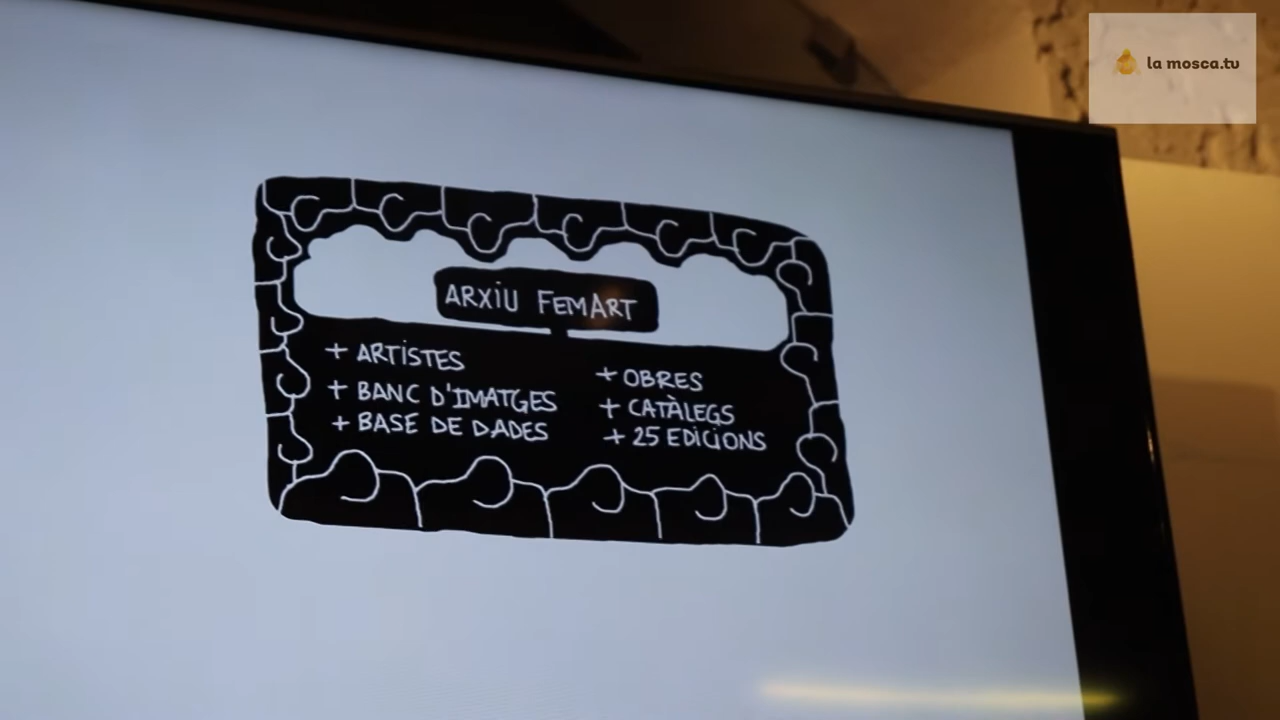 la mosca.tv
ARXiU FEMART
+ ARTiSTES
+ BANC D'IMATGES
+ BASE DE DADES
+ OBRES
+ CATÀLEGS
+ 25 EDiCiONS